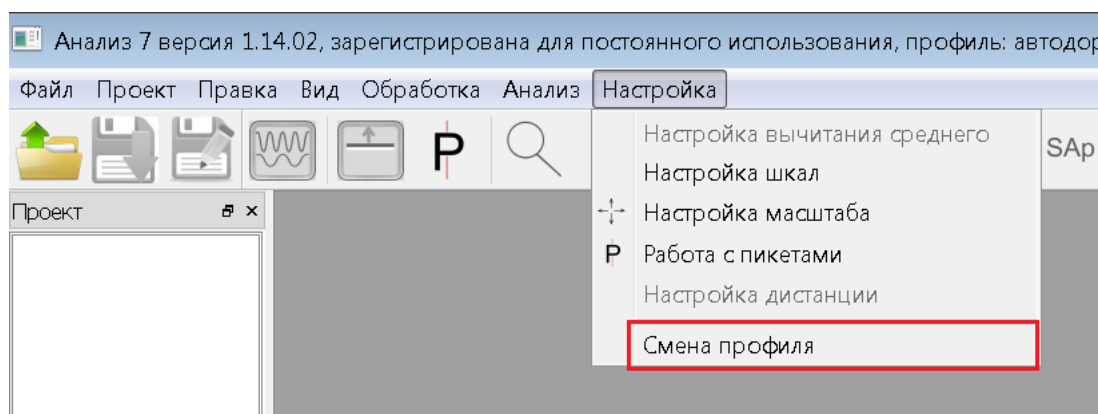 Анализ 7 версия 1.14.02, зарегистрирована для постоянного использования, профиль: автодор
Файл Проект Правка Вид Обработка Анализ Настройка
P SAp
Проект
Настройка вычитания среднего
Настройка шкал
Настройка масштаба
P Работа с пикетами
Настройка дистанции
Смена профиля